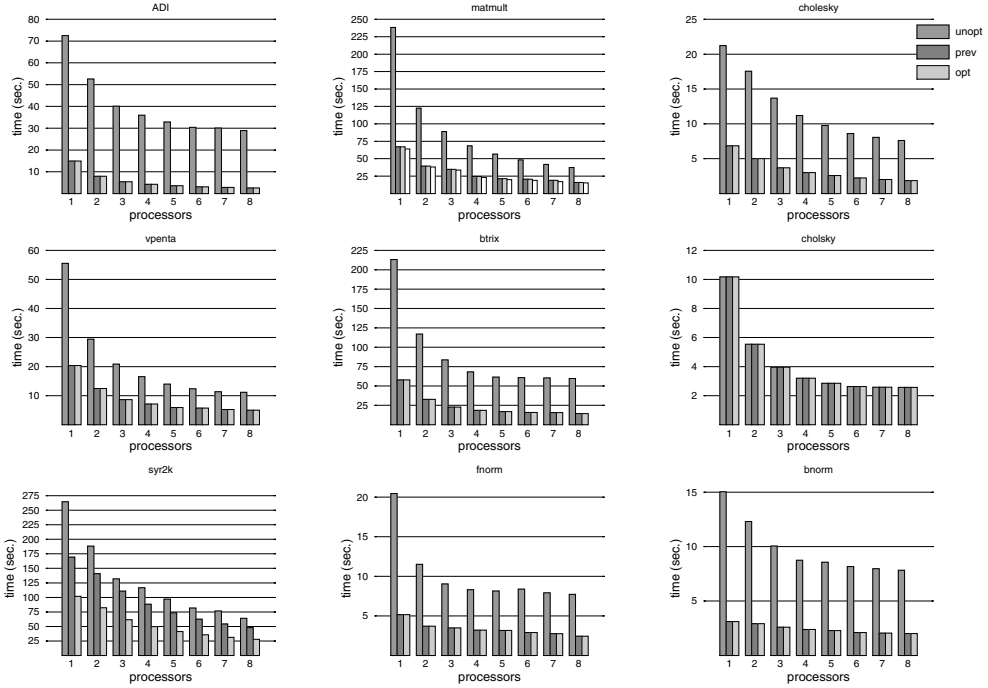 ADI
80
70
60
50
40
30
20
10
time (sec.)
1 2 3 4 5 6 7 8
processors
matmult
250
225
200
175
150
125
100
75
50
25
time (sec.)
1 2 3 4 5 6 7 8
processors
cholesky
25
20
15
10
5
time (sec.)
1 2 3 4 5 6 7 8
processors
unopt
prev
opt
vpenta
60
50
40
30
20
10
time (sec.)
1 2 3 4 5 6 7 8
processors
btrix
225
200
175
150
125
100
75
50
25
time (sec.)
1 2 3 4 5 6 7 8
processors
cholsky
12
10
8
6
4
2
time (sec.)
1 2 3 4 5 6 7 8
processors
syr2k
275
250
225
200
175
150
125
100
75
50
25
time (sec.)
1 2 3 4 5 6 7 8
processors
fnorm
20
15
10
5
time (sec.)
1 2 3 4 5 6 7 8
processors
bnorm
15
10
5
time (sec.)
1 2 3 4 5 6 7 8
processors